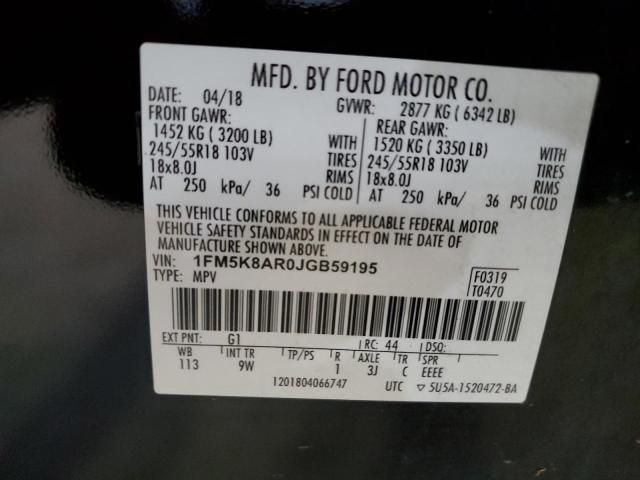 MFD. BY FORD MOTOR CO.
DATE: 04/18 GVWR: 2877 KG ( 6342 LB)
FRONT GAWR: REAR GAWR:
1452 KG ( 3200 LB) WITH 1520 KG ( 3350 LB) WITH
245/55R18 103V TIRES 245/55R18 103V TIRES
18x8.0J RIMS 18x8.0J RIMS
AT 250 kPa/ 36 PSI COLD AT 250 kPa/ 36 PSI COLD
THIS VEHICLE CONFORMS TO ALL APPLICABLE FEDERAL MOTOR
VEHICLE SAFETY STANDARDS IN EFFECT ON THE DATE OF
MANUFACTURE SHOWN ABOVE.
VIN: 1FM5K8AR0JGB59195
TYPE: MPV
F0319
T0470
EXT PNT: G1 RC: 44 DSO:
WB INT TR TP/PS R AXLE TR SPR
113 9W 1 3J C EEEE
1201804066747 UTC ▽ 5U5A-1520472-BA